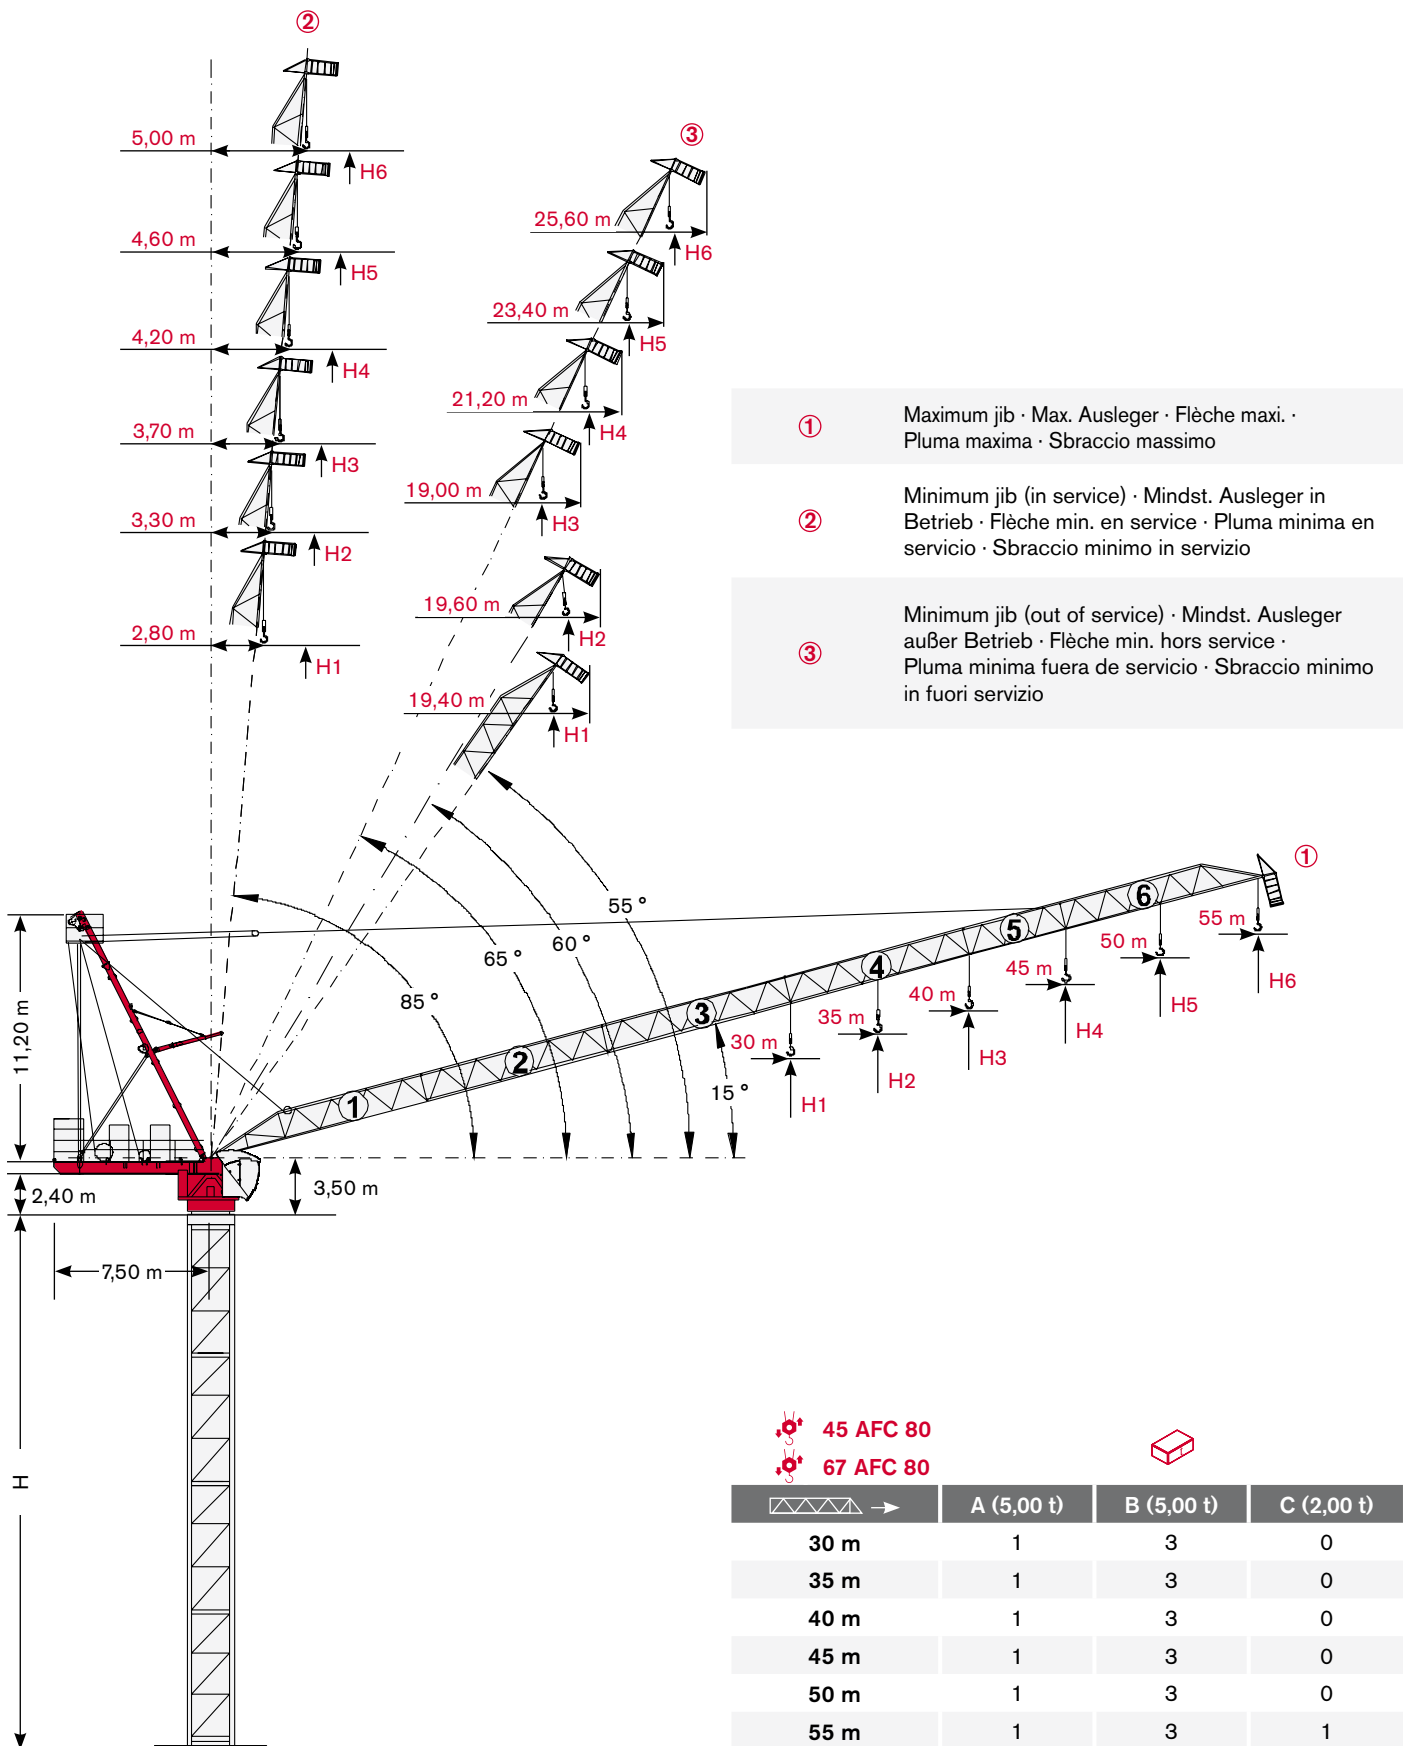 ②
5,00 m
H6
4,60 m
H5
4,20 m
H4
3,70 m
H3
3,30 m
H2
2,80 m
H1
③
25,60 m
H6
23,40 m
H5
21,20 m
H4
19,00 m
H3
19,60 m
H2
19,40 m
H1
① Maximum jib · Max. Ausleger · Flèche maxi. ·
Pluma maxima · Sbraccio massimo
② Minimum jib (in service) · Mindst. Ausleger in
Betrieb · Flèche min. en service · Pluma minima en
servicio · Sbraccio minimo in servizio
③ Minimum jib (out of service) · Mindst. Ausleger
außer Betrieb · Flèche min. hors service ·
Pluma minima fuera de servicio · Sbraccio minimo
in fuori servizio
85°
65°
60°
55°
15°
①
1
2
3
4
5
6
30 m
H1
35 m
H2
40 m
H3
45 m
H4
50 m
H5
55 m
H6
11,20 m
2,40 m
3,50 m
7,50 m
H
45 AFC 80
67 AFC 80
A (5,00 t) B (5,00 t) C (2,00 t)
30 m 1 3 0
35 m 1 3 0
40 m 1 3 0
45 m 1 3 0
50 m 1 3 0
55 m 1 3 1